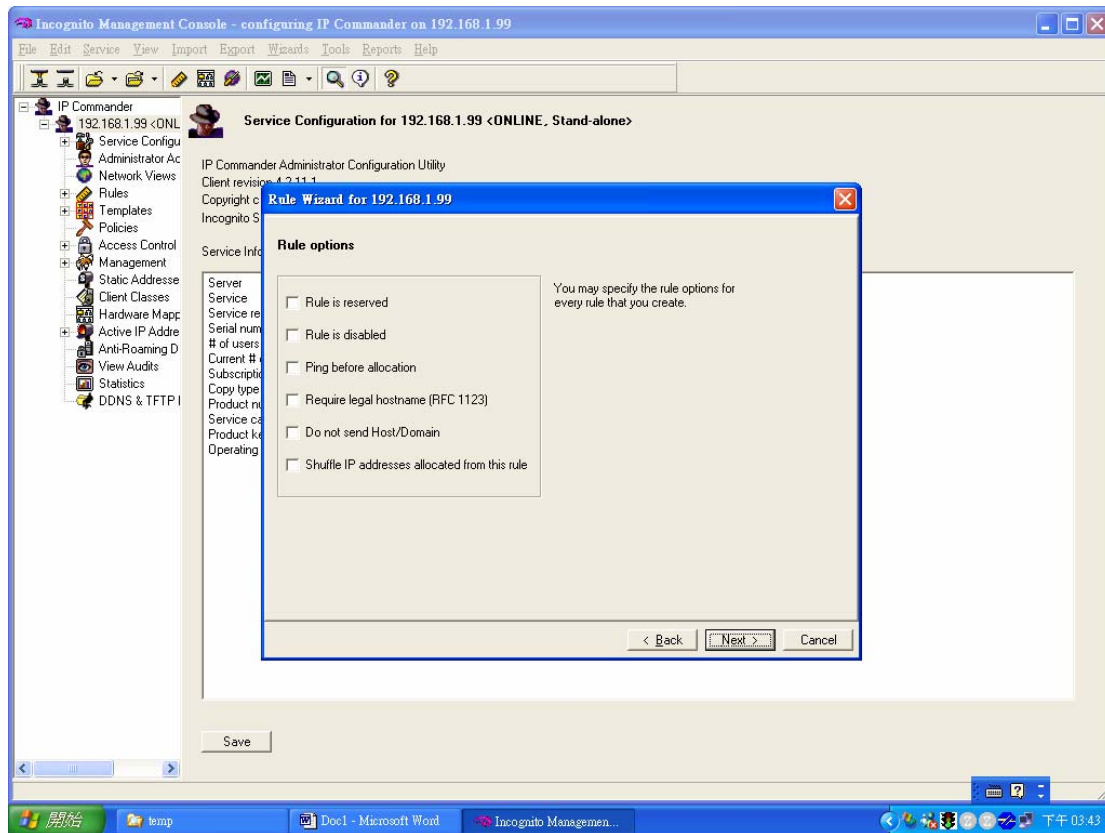 Incognito Management Console - configuring IP Commander on 192.168.1.99
File Edit Service View Import Export Wizards Tools Reports Help
IP Commander
192.168.1.99 <ONL
Service Configu
Administrator Ac
Network Views
Rules
Templates
Policies
Access Control
Management
Static Addresse
Client Classes
Hardware Mapp
Active IP Addre
Anti-Roaming D
View Audits
Statistics
DDNS & TFTP
Service Configuration for 192.168.1.99 <ONLINE, Stand-alone>
IP Commander Administrator Configuration Utility
Client revision 4.2.11.1
Copyright c
Incognito S
Service Info
Server
Service
Service re
Serial num
# of users
Current #
Subscriptio
Copy type
Product nu
Service ca
Product ke
Operating
Rule Wizard for 192.168.1.99
Rule options
Rule is reserved
Rule is disabled
Ping before allocation
Require legal hostname (RFC 1123)
Do not send Host/Domain
Shuffle IP addresses allocated from this rule
You may specify the rule options for
every rule that you create.
< Back
Next >
Cancel
Save
開始
temp
Doc1 - Microsoft Word
Incognito Managemen...
下午 03:43